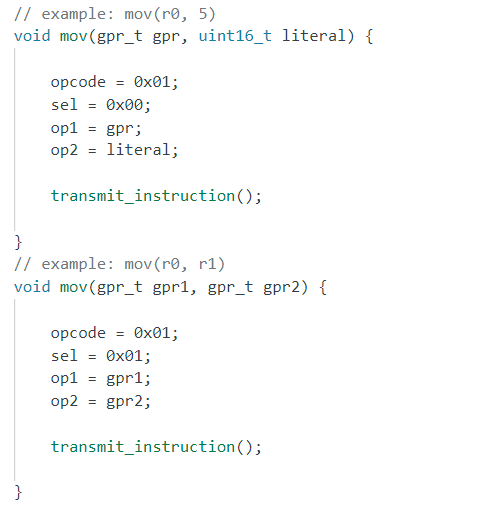 // example: mov(r0, 5)
void mov(gpr_t gpr, uint16_t literal) {
opcode = 0x01;
sel = 0x00;
op1 = gpr;
op2 = literal;
transmit_instruction();
}
// example: mov(r0, r1)
void mov(gpr_t gpr1, gpr_t gpr2) {
opcode = 0x01;
sel = 0x01;
op1 = gpr1;
op2 = gpr2;
transmit_instruction();
}